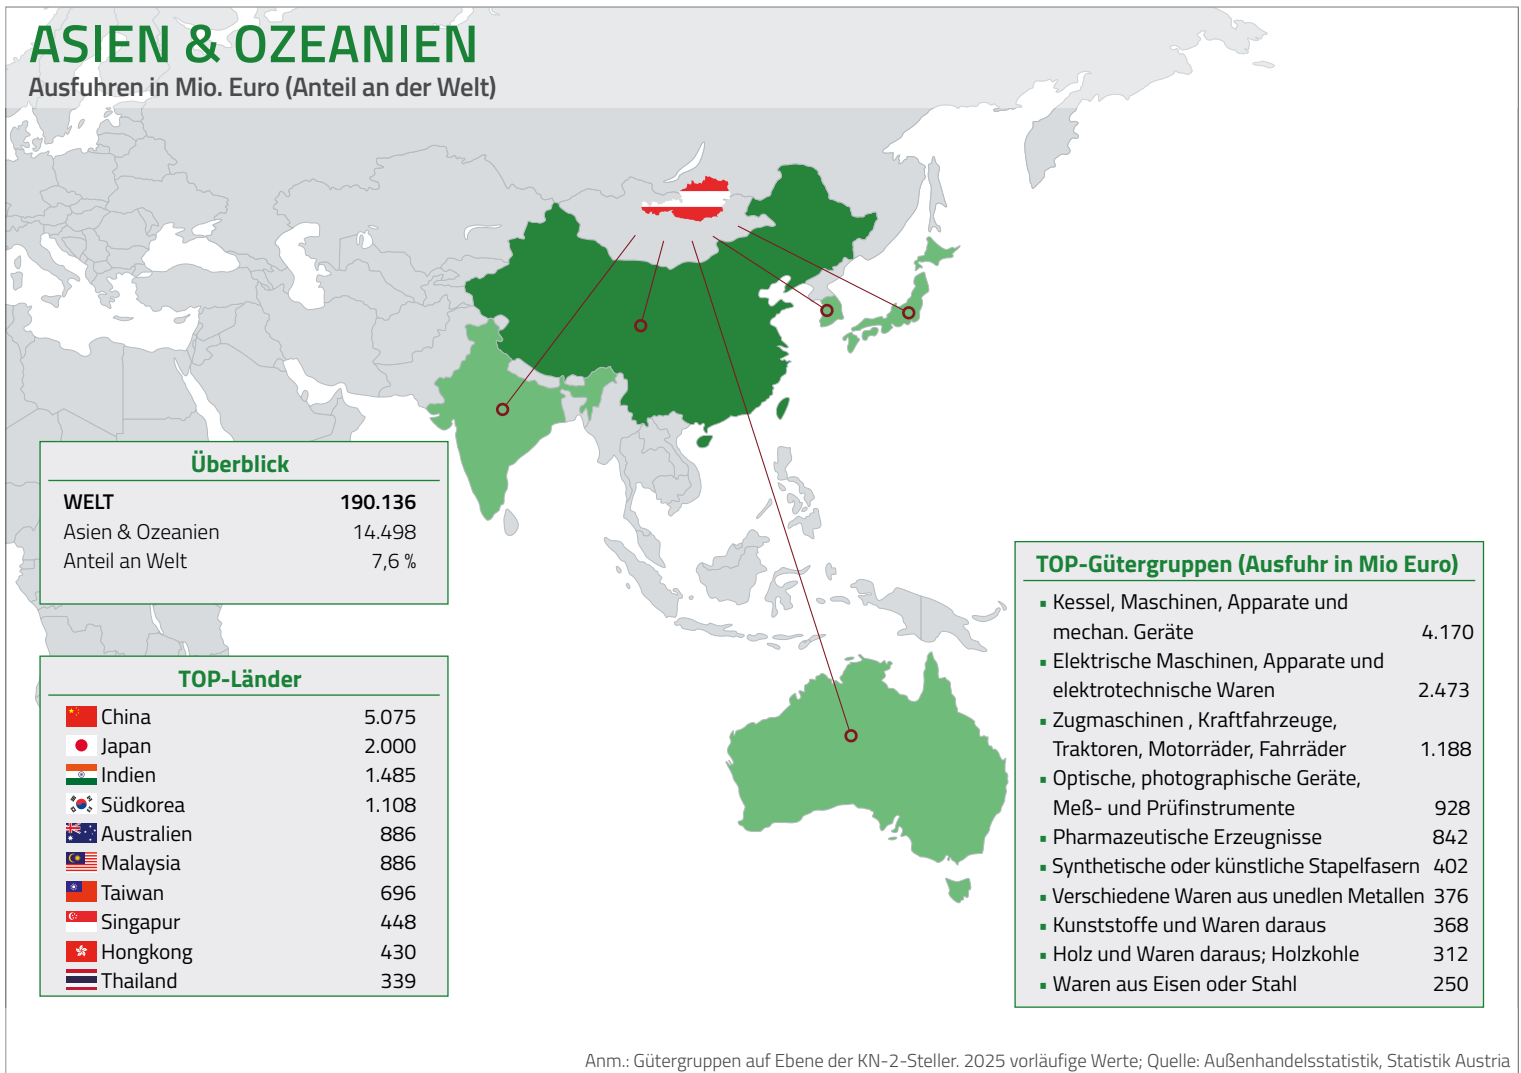 ASIEN & OZEANIEN
Ausfuhren in Mio. Euro (Anteil an der Welt)
Überblick
WELT 190.136
Asien & Ozeanien 14.498
Anteil an Welt 7,6 %
TOP-Länder
China 5.075
Japan 2.000
Indien 1.485
Südkorea 1.108
Australien 886
Malaysia 886
Taiwan 696
Singapur 448
Hongkong 430
Thailand 339
TOP-Gütergruppen (Ausfuhr in Mio Euro)
▪ Kessel, Maschinen, Apparate und
mechan. Geräte 4.170
▪ Elektrische Maschinen, Apparate und
elektrotechnische Waren 2.473
▪ Zugmaschinen , Kraftfahrzeuge,
Traktoren, Motorräder, Fahrräder 1.188
▪ Optische, photographische Geräte,
Meß- und Prüfinstrumente 928
▪ Pharmazeutische Erzeugnisse 842
▪ Synthetische oder künstliche Stapelfasern 402
▪ Verschiedene Waren aus unedlen Metallen 376
▪ Kunststoffe und Waren daraus 368
▪ Holz und Waren daraus; Holzkohle 312
▪ Waren aus Eisen oder Stahl 250
Anm.: Gütergruppen auf Ebene der KN-2-Steller. 2025 vorläufige Werte; Quelle: Außenhandelsstatistik, Statistik Austria